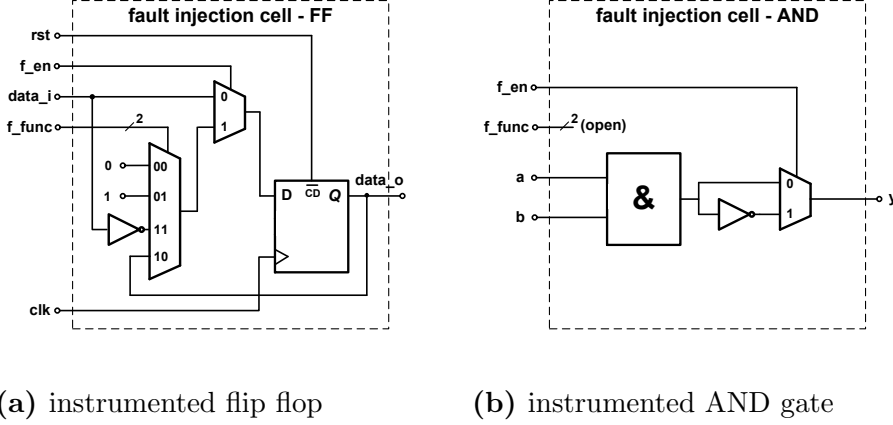 fault injection cell - FF
rst
f_en
data_i
f_func
2
0
1
0
00
1
01
11
10
D
CD
Q
data_o
clk
(a) instrumented flip flop
fault injection cell - AND
f_en
f_func
2
(open)
a
b
&
0
1
y
(b) instrumented AND gate